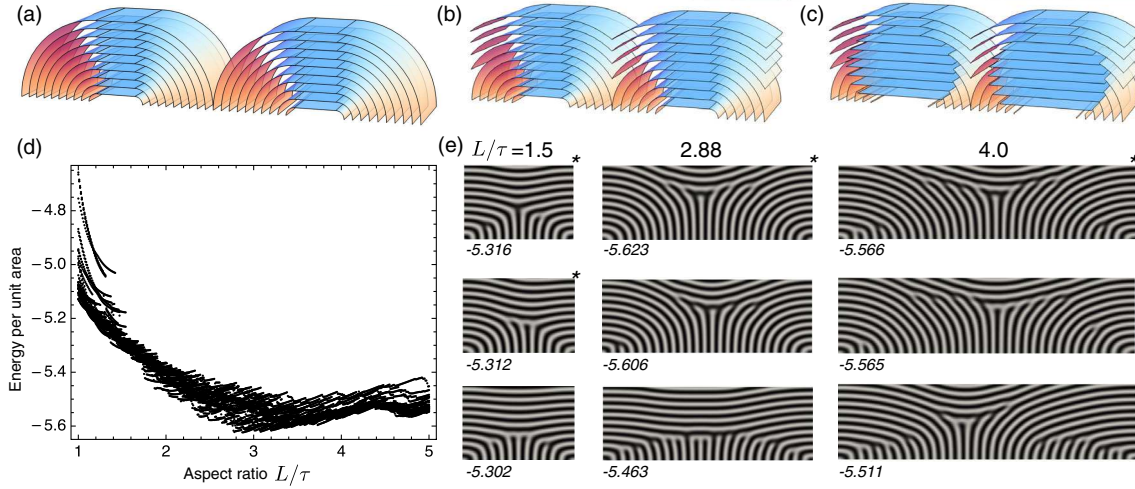 (a)
(b)
(c)
(d)
−4.8
−5.0
−5.2
−5.4
−5.6
Energy per unit area
1 2 3 4 5
Aspect ratio L/τ
(e) L/τ =1.5 2.88 4.0
* * *
-5.316 -5.623 -5.566
*
-5.312 -5.606 -5.565
-5.302 -5.463 -5.511